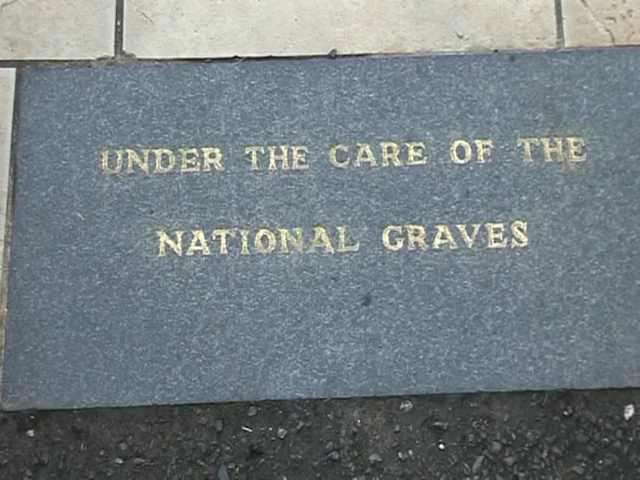 UNDER THE CARE OF THE
NATIONAL GRAVES